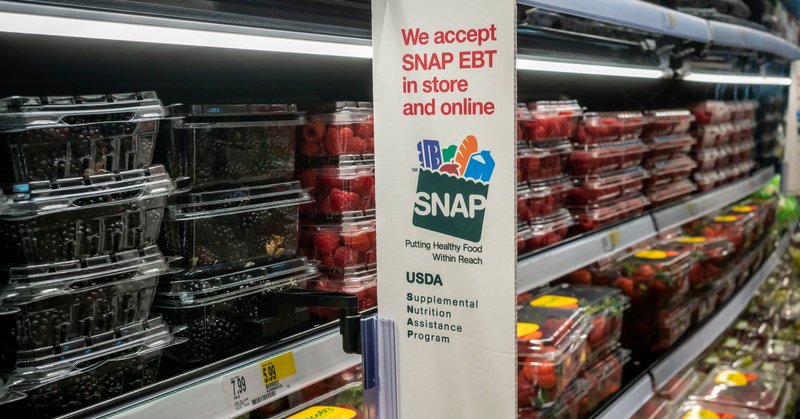 We accept
SNAP EBT
in store
and online
SM
SNAP
Putting Healthy Food
Within Reach
USDA
Supplemental
Nutrition
Assistance
Program
7.99
5.99